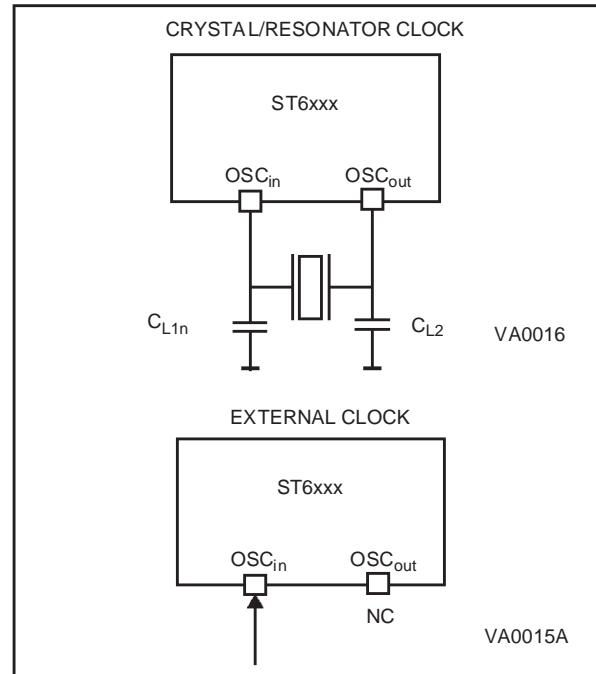 CRYSTAL/RESONATOR CLOCK
ST6xxx
OSCin OSCout
CL1n CL2
VA0016
EXTERNAL CLOCK
ST6xxx
OSCin OSCout
NC
VA0015A